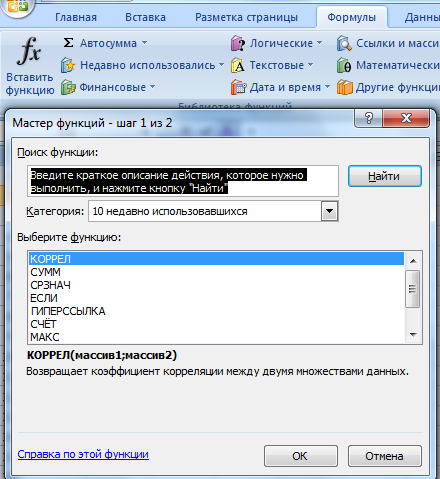 Главная Вставка Разметка страницы Формулы Данны
fx Σ Автосумма Логические Ссылки и масси
Вставить функцию Недавно использовались Текстовые Математически
Финансовые Дата и время Другие функци
Библиотека функций
Мастер функций - шаг 1 из 2
Поиск функции:
Введите краткое описание действия, которое нужно
выполнить, и нажмите кнопку "Найти"
Найти
Категория: 10 недавно использовавшихся
Выберите функцию:
КОРРЕЛ
СУММ
СРЗНАЧ
ЕСЛИ
ГИПЕРССЫЛКА
СЧЁТ
МАКС
КОРРЕЛ(массив1;массив2)
Возвращает коэффициент корреляции между двумя множествами данных.
Справка по этой функции
ОК Отмена